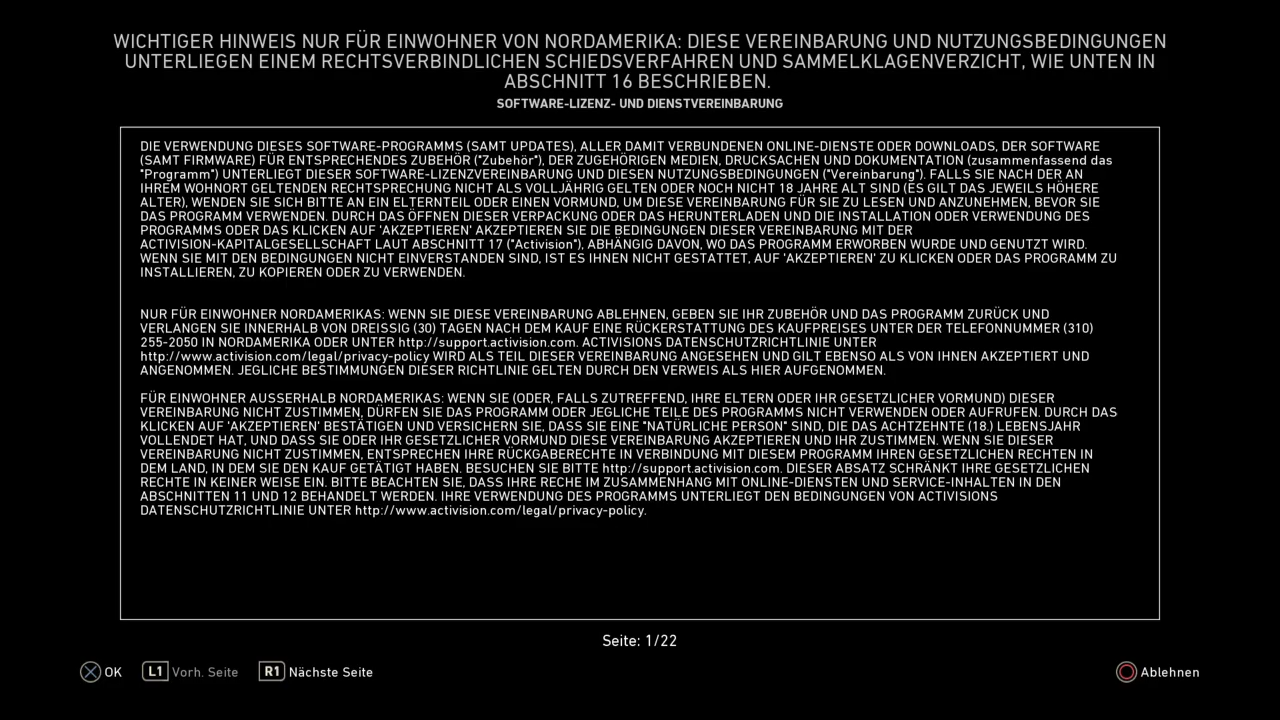 WICHTIGER HINWEIS NUR FÜR EINWOHNER VON NORDAMERIKA: DIESE VEREINBARUNG UND NUTZUNGSBEDINGUNGEN
UNTERLIEGEN EINEM RECHTSVERBINDLICHEN SCHIEDSVERFAHREN UND SAMMELKLAGENVERZICHT, WIE UNTEN IN
ABSCHNITT 16 BESCHRIEBEN.
SOFTWARE-LIZENZ- UND DIENSTVEREINBARUNG
DIE VERWENDUNG DIESES SOFTWARE-PROGRAMMS (SAMT UPDATES), ALLER DAMIT VERBUNDENEN ONLINE-DIENSTE ODER DOWNLOADS, DER SOFTWARE
(SAMT FIRMWARE) FÜR ENTSPRECHENDES ZUBEHÖR ("Zubehör"), DER ZUGEHÖRIGEN MEDIEN, DRUCKSACHEN UND DOKUMENTATION (zusammenfassend das
"Programm") UNTERLIEGT DIESER SOFTWARE-LIZENZVEREINBARUNG UND DIESEN NUTZUNGSBEDINGUNGEN ("Vereinbarung"). FALLS SIE NACH DER AN
IHREM WOHNORT GELTENDEN RECHTSPRECHUNG NICHT ALS VOLLJÄHRIG GELTEN ODER NOCH NICHT 18 JAHRE ALT SIND (ES GILT DAS JEWEILS HÖHERE
ALTER), WENDEN SIE SICH BITTE AN EIN ELTERNTEIL ODER EINEN VORMUND, UM DIESE VEREINBARUNG FÜR SIE ZU LESEN UND ANZUNEHMEN, BEVOR SIE
DAS PROGRAMM VERWENDEN. DURCH DAS ÖFFNEN DIESER VERPACKUNG ODER DAS HERUNTERLADEN UND DIE INSTALLATION ODER VERWENDUNG DES
PROGRAMMS ODER DAS KLICKEN AUF 'AKZEPTIEREN' AKZEPTIEREN SIE DIE BEDINGUNGEN DIESER VEREINBARUNG MIT DER
ACTIVISION-KAPITALGESELLSCHAFT LAUT ABSCHNITT 17 ("Activision"), ABHÄNGIG DAVON, WO DAS PROGRAMM ERWORBEN WURDE UND GENUTZT WIRD.
WENN SIE MIT DEN BEDINGUNGEN NICHT EINVERSTANDEN SIND, IST ES IHNEN NICHT GESTATTET, AUF 'AKZEPTIEREN' ZU KLICKEN ODER DAS PROGRAMM ZU
INSTALLIEREN, ZU KOPIEREN ODER ZU VERWENDEN.
NUR FÜR EINWOHNER NORDAMERIKAS: WENN SIE DIESE VEREINBARUNG ABLEHNEN, GEBEN SIE IHR ZUBEHÖR UND DAS PROGRAMM ZURÜCK UND
VERLANGEN SIE INNERHALB VON DREISSIG (30) TAGEN NACH DEM KAUF EINE RÜCKERSTATTUNG DES KAUFPREISES UNTER DER TELEFONNUMMER (310)
255-2050 IN NORDAMERIKA ODER UNTER http://support.activision.com. ACTIVISIONS DATENSCHUTZRICHTLINIE UNTER
http://www.activision.com/legal/privacy-policy WIRD ALS TEIL DIESER VEREINBARUNG ANGESEHEN UND GILT EBENSO ALS VON IHNEN AKZEPTIERT UND
ANGENOMMEN. JEGLICHE BESTIMMUNGEN DIESER RICHTLINIE GELTEN DURCH DEN VERWEIS ALS HIER AUFGENOMMEN.
FÜR EINWOHNER AUSSERHALB NORDAMERIKAS: WENN SIE (ODER, FALLS ZUTREFFEND, IHRE ELTERN ODER IHR GESETZLICHER VORMUND) DIESER
VEREINBARUNG NICHT ZUSTIMMEN, DÜRFEN SIE DAS PROGRAMM ODER JEGLICHE TEILE DES PROGRAMMS NICHT VERWENDEN ODER AUFRUFEN. DURCH DAS
KLICKEN AUF 'AKZEPTIEREN' BESTÄTIGEN UND VERSICHERN SIE, DASS SIE EINE "NATÜRLICHE PERSON" SIND, DIE DAS ACHTZEHNTE (18.) LEBENSJAHR
VOLLENDET HAT, UND DASS SIE ODER IHR GESETZLICHER VORMUND DIESE VEREINBARUNG AKZEPTIEREN UND IHR ZUSTIMMEN. WENN SIE DIESER
VEREINBARUNG NICHT ZUSTIMMEN, ENTSPRECHEN IHRE RÜCKGABERECHTE IN VERBINDUNG MIT DIESEM PROGRAM IHREN GESETZLICHEN RECHTEN IN
DEM LAND, IN DEM SIE DEN KAUF GETÄTIGT HABEN. BESUCHEN SIE BITTE http://support.activision.com. DIESER ABSATZ SCHRÄNKT IHRE GESETZLICHEN
RECHTE IN KEINER WEISE EIN. BITTE BEACHTEN SIE, DASS IHRE RECHE IM ZUSAMMENHANG MIT ONLINE-DIENSTEN UND SERVICE-INHALTEN IN DEN
ABSCHNITTEN 11 UND 12 BEHANDELT WERDEN. IHRE VERWENDUNG DES PROGRAMMS UNTERLIEGT DEN BEDINGUNGEN VON ACTIVISIONS
DATENSCHUTZRICHTLINIE UNTER http://www.activision.com/legal/privacy-policy.
Seite: 1/22
OK L1 Vorh. Seite R1 Nächste Seite Ablehnen